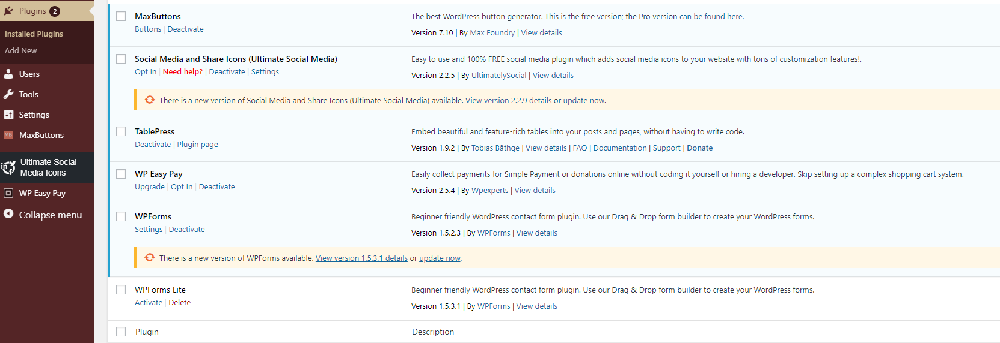 Plugins 2
Installed Plugins
Add New
Users
Tools
Settings
MB MaxButtons
in Ultimate Social
Media Icons
WP Easy Pay
Collapse menu
MaxButtons
Buttons | Deactivate
The best WordPress button generator. This is the free version; the Pro version can be found here.
Version 7.10 | By Max Foundry | View details
Social Media and Share Icons (Ultimate Social Media)
Opt In | Need help? | Deactivate | Settings
Easy to use and 100% FREE social media plugin which adds social media icons to your website with tons of customization features!.
Version 2.2.5 | By UltimatelySocial | View details
There is a new version of Social Media and Share Icons (Ultimate Social Media) available. View version 2.2.9 details or update now.
TablePress
Deactivate | Plugin page
Embed beautiful and feature-rich tables into your posts and pages, without having to write code.
Version 1.9.2 | By Tobias Bäthge | View details | FAQ | Documentation | Support | Donate
WP Easy Pay
Upgrade | Opt In | Deactivate
Easily collect payments for Simple Payment or donations online without coding it yourself or hiring a developer. Skip setting up a complex shopping cart system.
Version 2.5.4 | By Wpexperts | View details
WPForms
Settings | Deactivate
Beginner friendly WordPress contact form plugin. Use our Drag & Drop form builder to create your WordPress forms.
Version 1.5.2.3 | By WPForms | View details
There is a new version of WPForms available. View version 1.5.3.1 details or update now.
WPForms Lite
Activate | Delete
Beginner friendly WordPress contact form plugin. Use our Drag & Drop form builder to create your WordPress forms.
Version 1.5.3.1 | By WPForms | View details
Plugin
Description